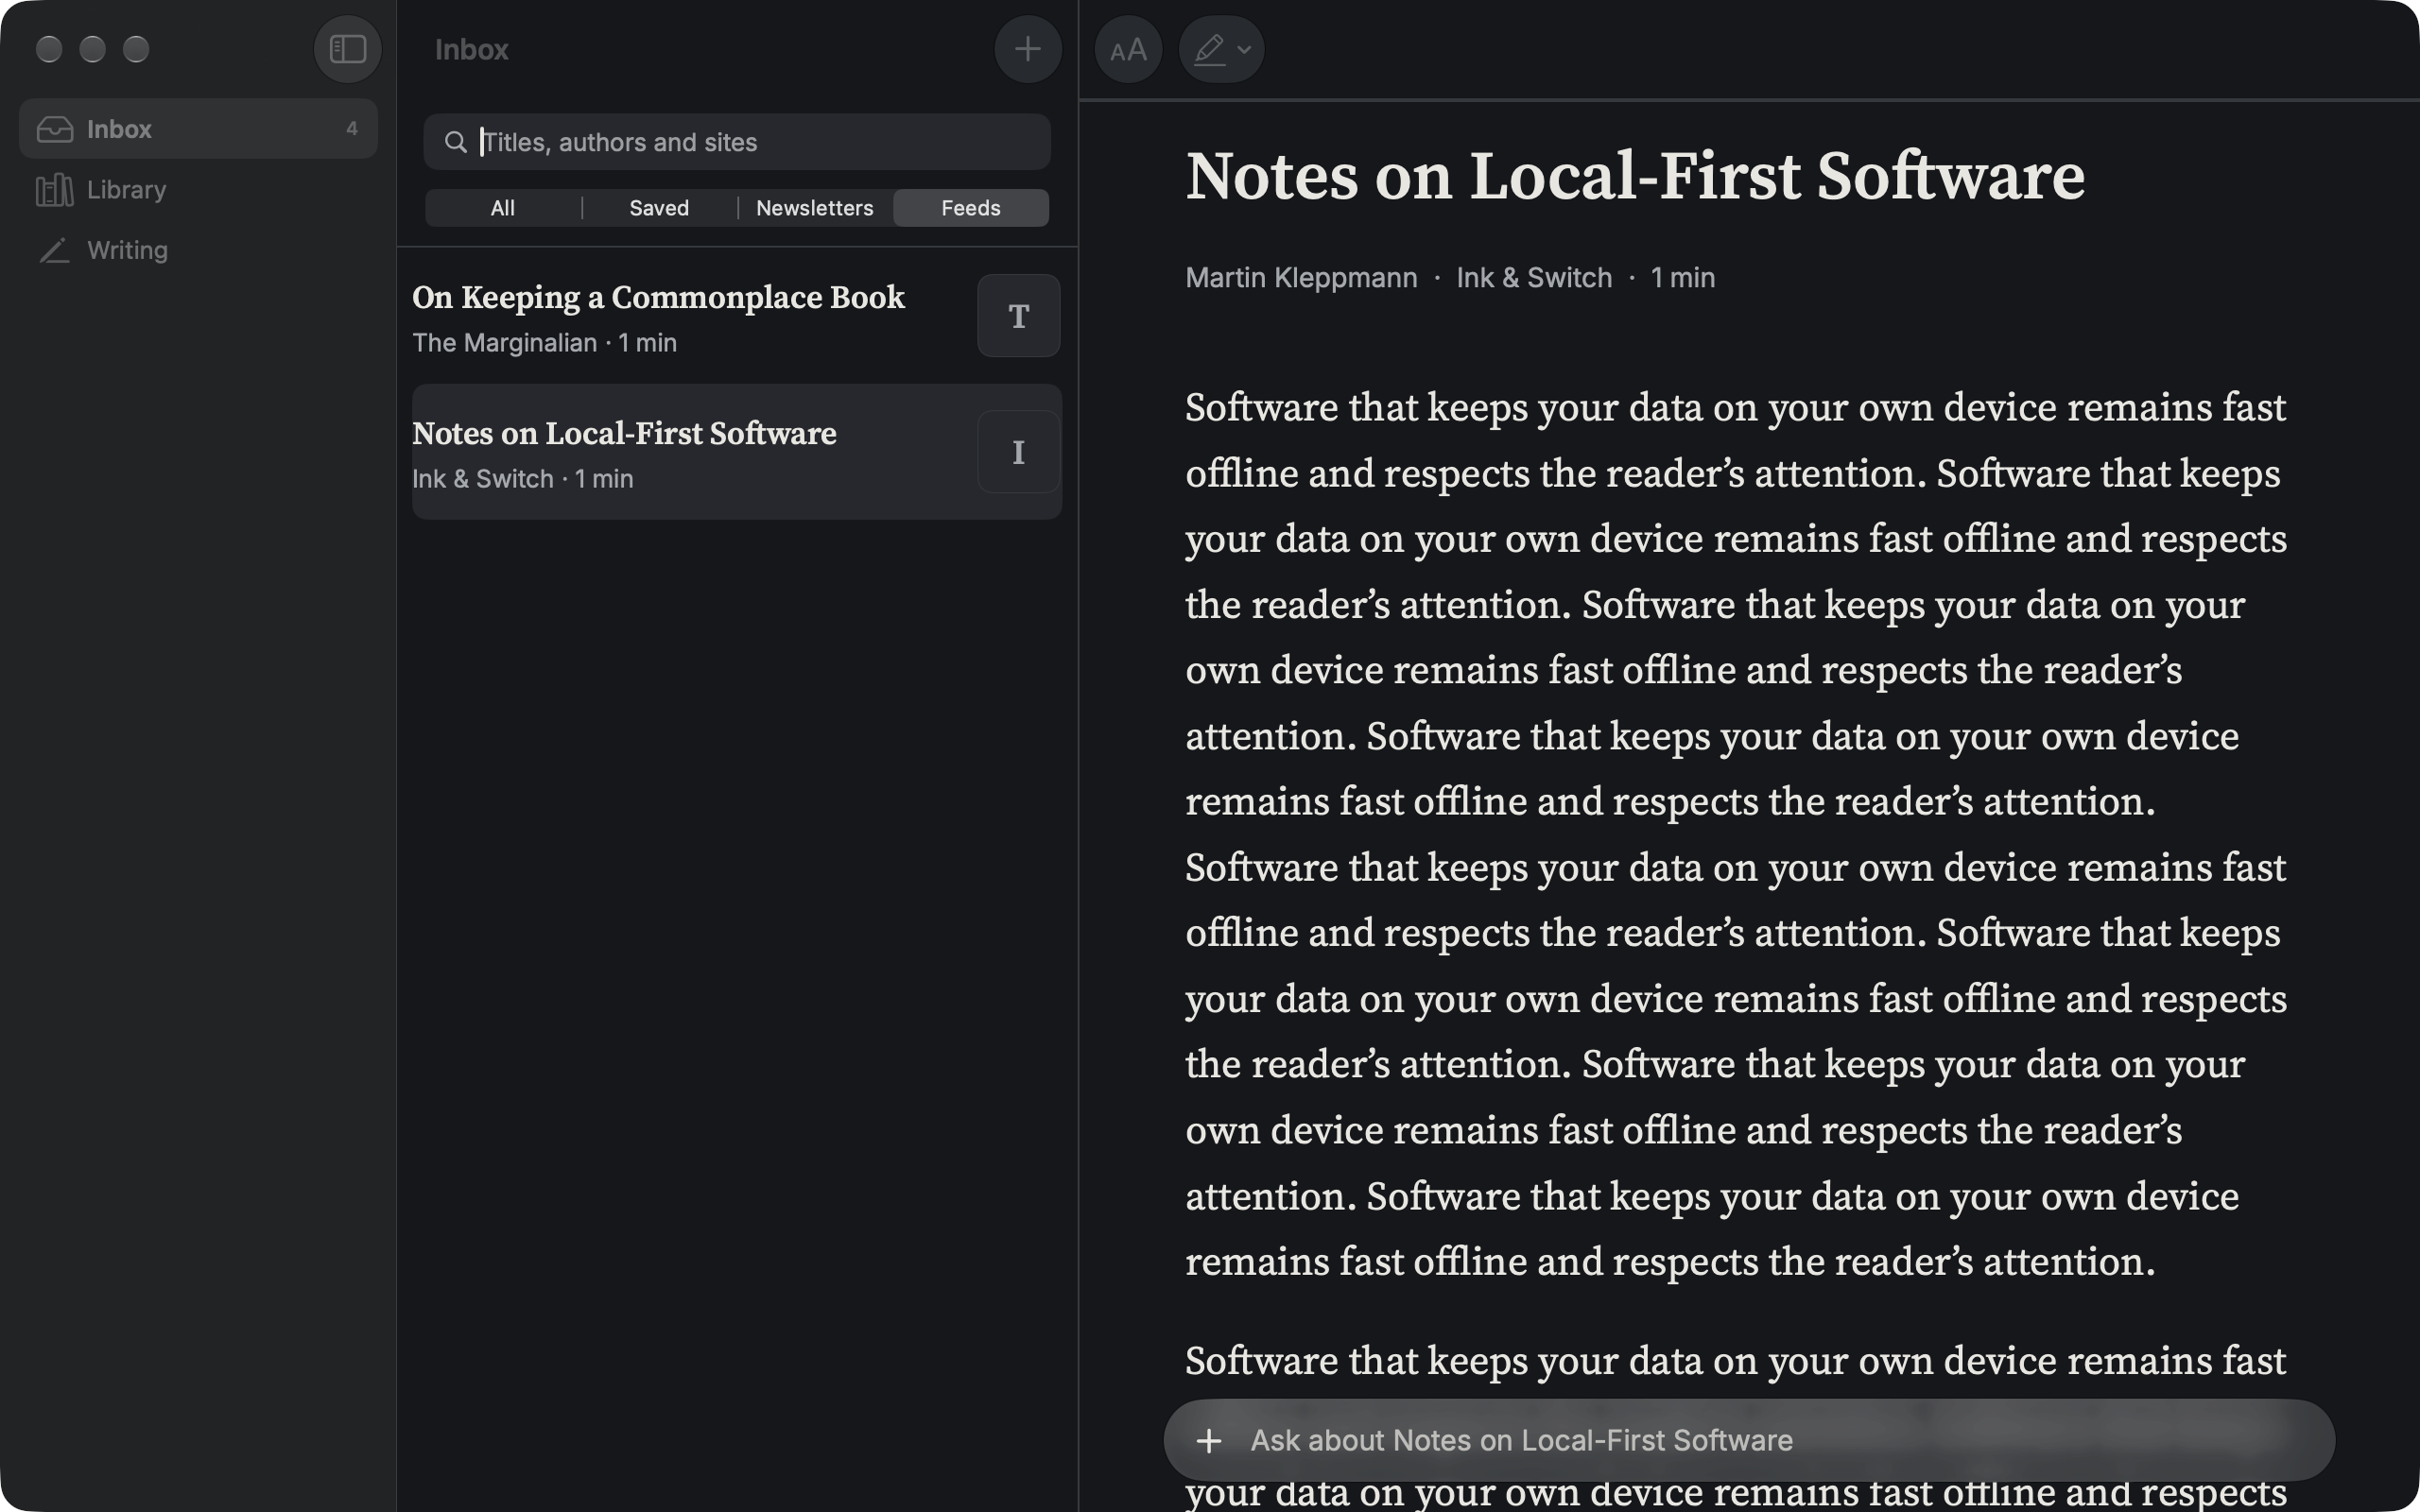 Inbox 4
Library
Writing
Inbox
Titles, authors and sites
All Saved Newsletters Feeds
On Keeping a Commonplace Book
The Marginalian · 1 min
T
Notes on Local-First Software
Ink & Switch · 1 min
I
AA
Notes on Local-First Software
Martin Kleppmann · Ink & Switch · 1 min
Software that keeps your data on your own device remains fast
offline and respects the reader’s attention. Software that keeps
your data on your own device remains fast offline and respects
the reader’s attention. Software that keeps your data on your
own device remains fast offline and respects the reader’s
attention. Software that keeps your data on your own device
remains fast offline and respects the reader’s attention.
Software that keeps your data on your own device remains fast
offline and respects the reader’s attention. Software that keeps
your data on your own device remains fast offline and respects
the reader’s attention. Software that keeps your data on your
own device remains fast offline and respects the reader’s
attention. Software that keeps your data on your own device
remains fast offline and respects the reader’s attention.
Software that keeps your data on your own device remains fast
Ask about Notes on Local-First Software
your data on your own device remains fast offline and respects